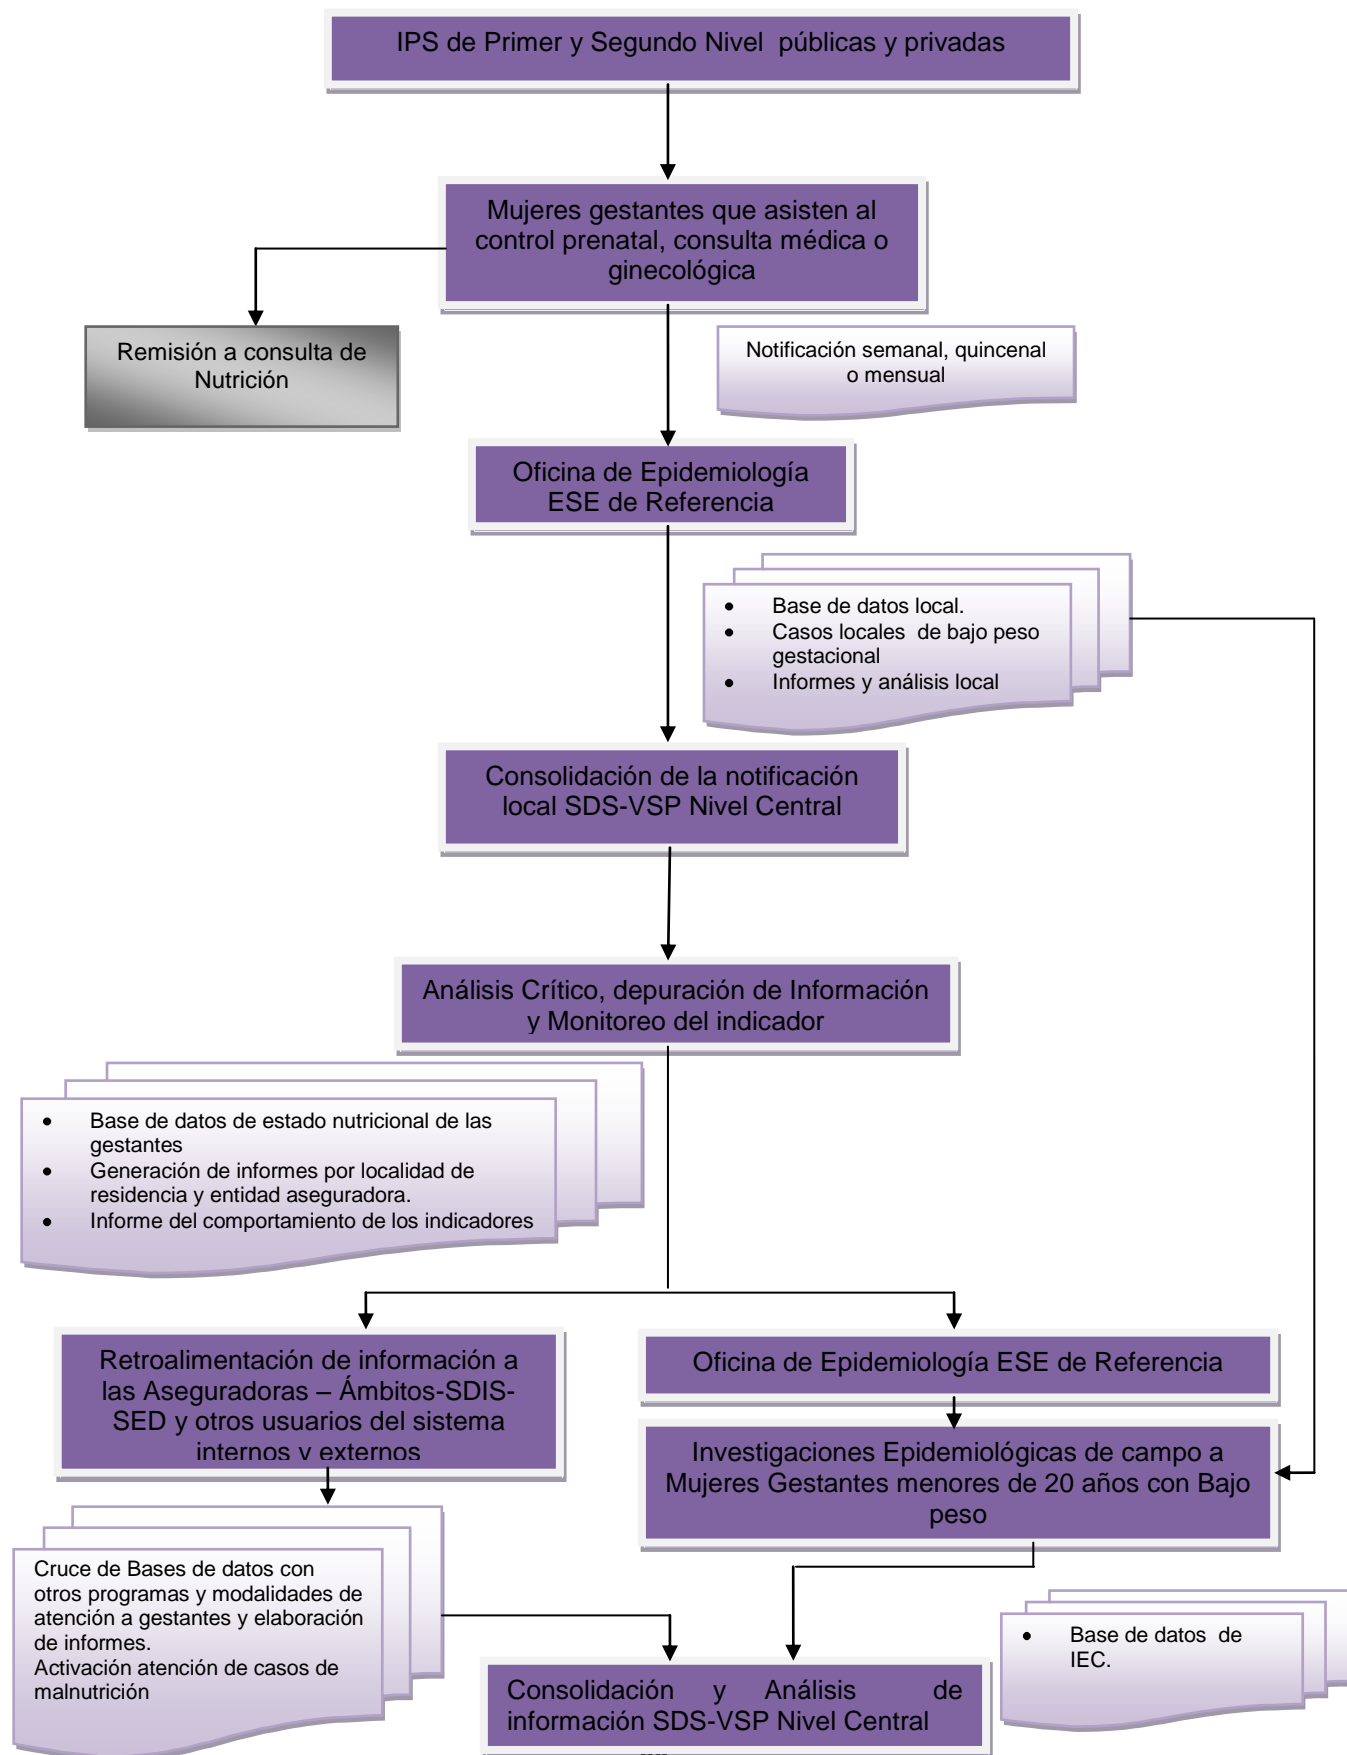 IPS de Primer y Segundo Nivel públicas y privadas
Mujeres gestantes que asisten al
control prenatal, consulta médica o
ginecológica
Remisión a consulta de
Nutrición
Notificación semanal, quincenal
o mensual
Oficina de Epidemiología
ESE de Referencia
• Base de datos local.
• Casos locales de bajo peso
gestacional
• Informes y análisis local
Consolidación de la notificación
local SDS-VSP Nivel Central
Análisis Crítico, depuración de Información
y Monitoreo del indicador
• Base de datos de estado nutricional de las
gestantes
• Generación de informes por localidad de
residencia y entidad aseguradora.
• Informe del comportamiento de los indicadores
Retroalimentación de información a
las Aseguradoras – Ámbitos-SDIS-
SED y otros usuarios del sistema
internos y externos
Oficina de Epidemiología ESE de Referencia
Investigaciones Epidemiológicas de campo a
Mujeres Gestantes menores de 20 años con Bajo
peso
Cruce de Bases de datos con
otros programas y modalidades de
atención a gestantes y elaboración
de informes.
Activación atención de casos de
malnutrición
• Base de datos de
IEC.
Consolidación y Análisis de
información SDS-VSP Nivel Central